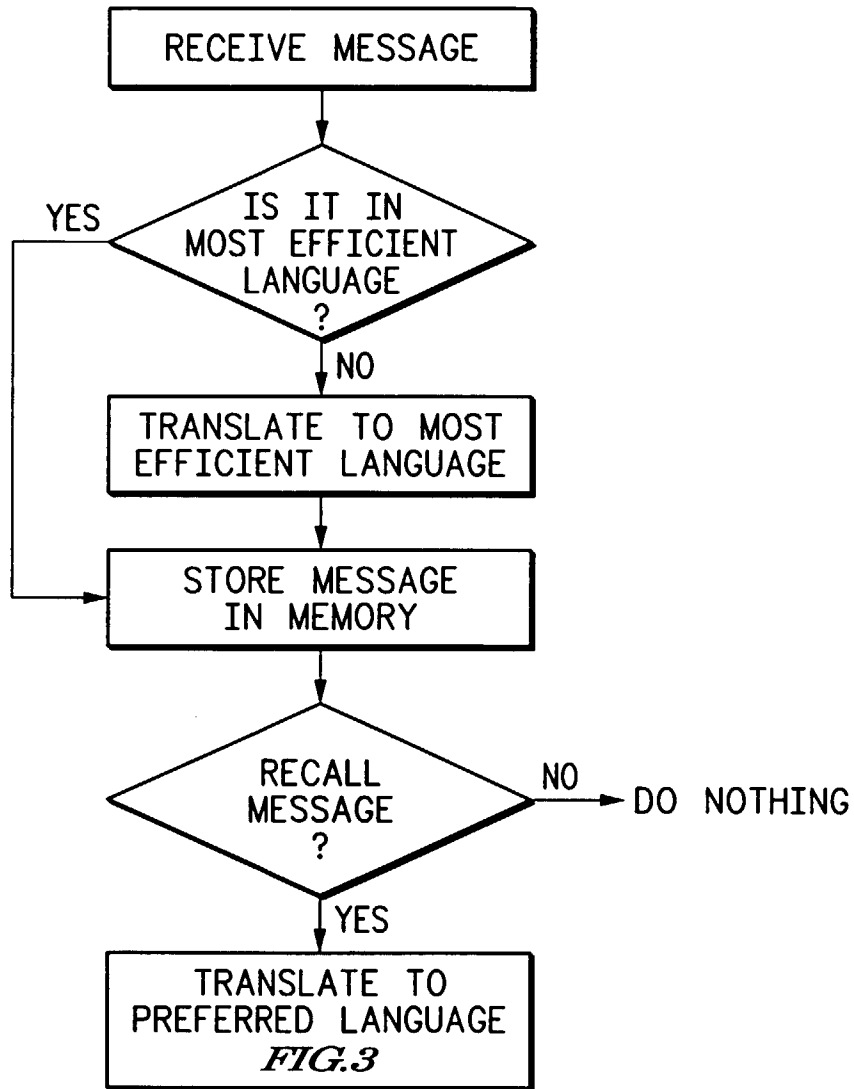 RECEIVE MESSAGE
IS IT IN
MOST EFFICIENT
LANGUAGE
?
YES
NO
TRANSLATE TO MOST
EFFICIENT LANGUAGE
STORE MESSAGE
IN MEMORY
RECALL
MESSAGE
?
NO
DO NOTHING
YES
TRANSLATE TO
PREFERRED LANGUAGE
FIG.3